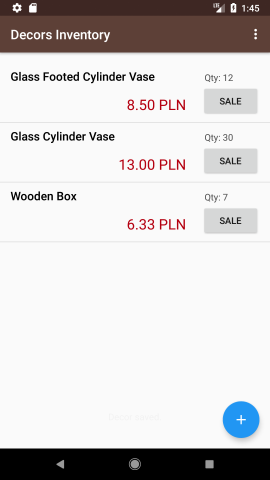 LTE 1:45
Decors Inventory
Glass Footed Cylinder Vase
Qty: 12
8.50 PLN
SALE
Glass Cylinder Vase
Qty: 30
13.00 PLN
SALE
Wooden Box
Qty: 7
6.33 PLN
SALE
+